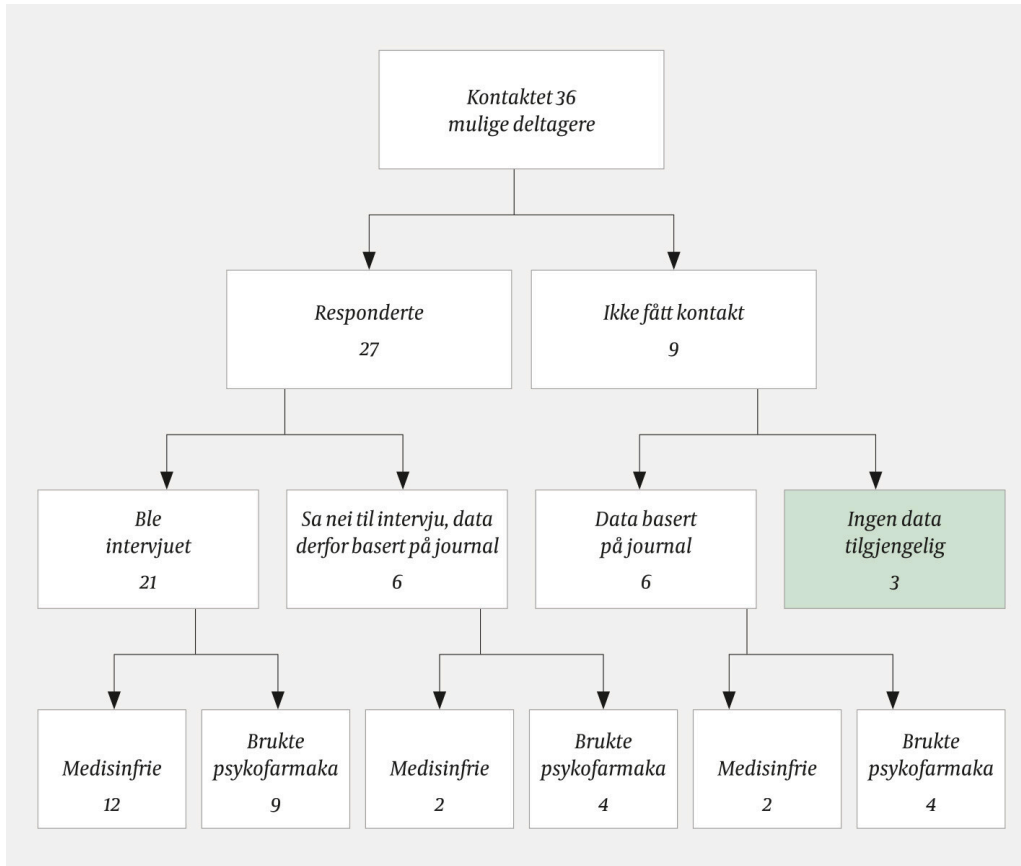 Kontaktet 36
mulige deltagere
Responderte
27
Ikke fått kontakt
9
Ble
intervjuet
21
Sa nei til intervju, data
derfor basert på journal
6
Data basert
på journal
6
Ingen data
tilgjengelig
3
Medisinfrie
12
Brukte
psykofarmaka
9
Medisinfrie
2
Brukte
psykofarmaka
4
Medisinfrie
2
Brukte
psykofarmaka
4